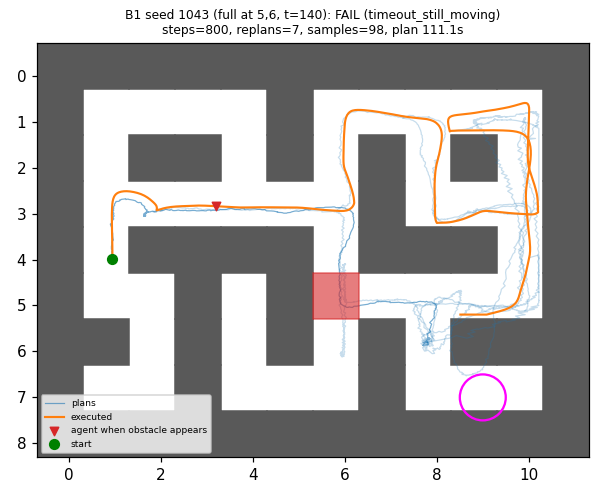 B1 seed 1043 (full at 5,6, t=140): FAIL (timeout_still_moving)
steps=800, replans=7, samples=98, plan 111.1s
0
1
2
3
4
5
6
7
8
plans
executed
agent when obstacle appears
start
0 2 4 6 8 10